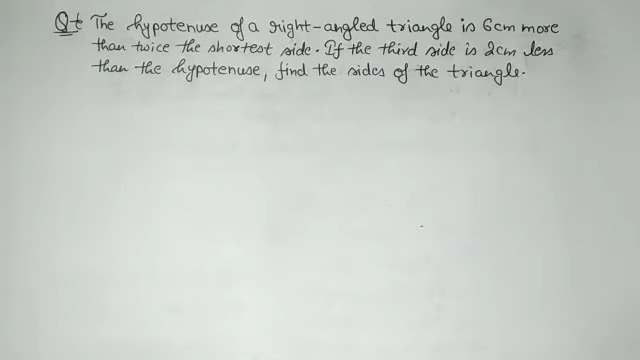 Q⁺ The hypotenuse of a right-angled triangle is 6cm more
than twice the shortest side. If the third side is 2cm less
than the hypotenuse, find the sides of the triangle.